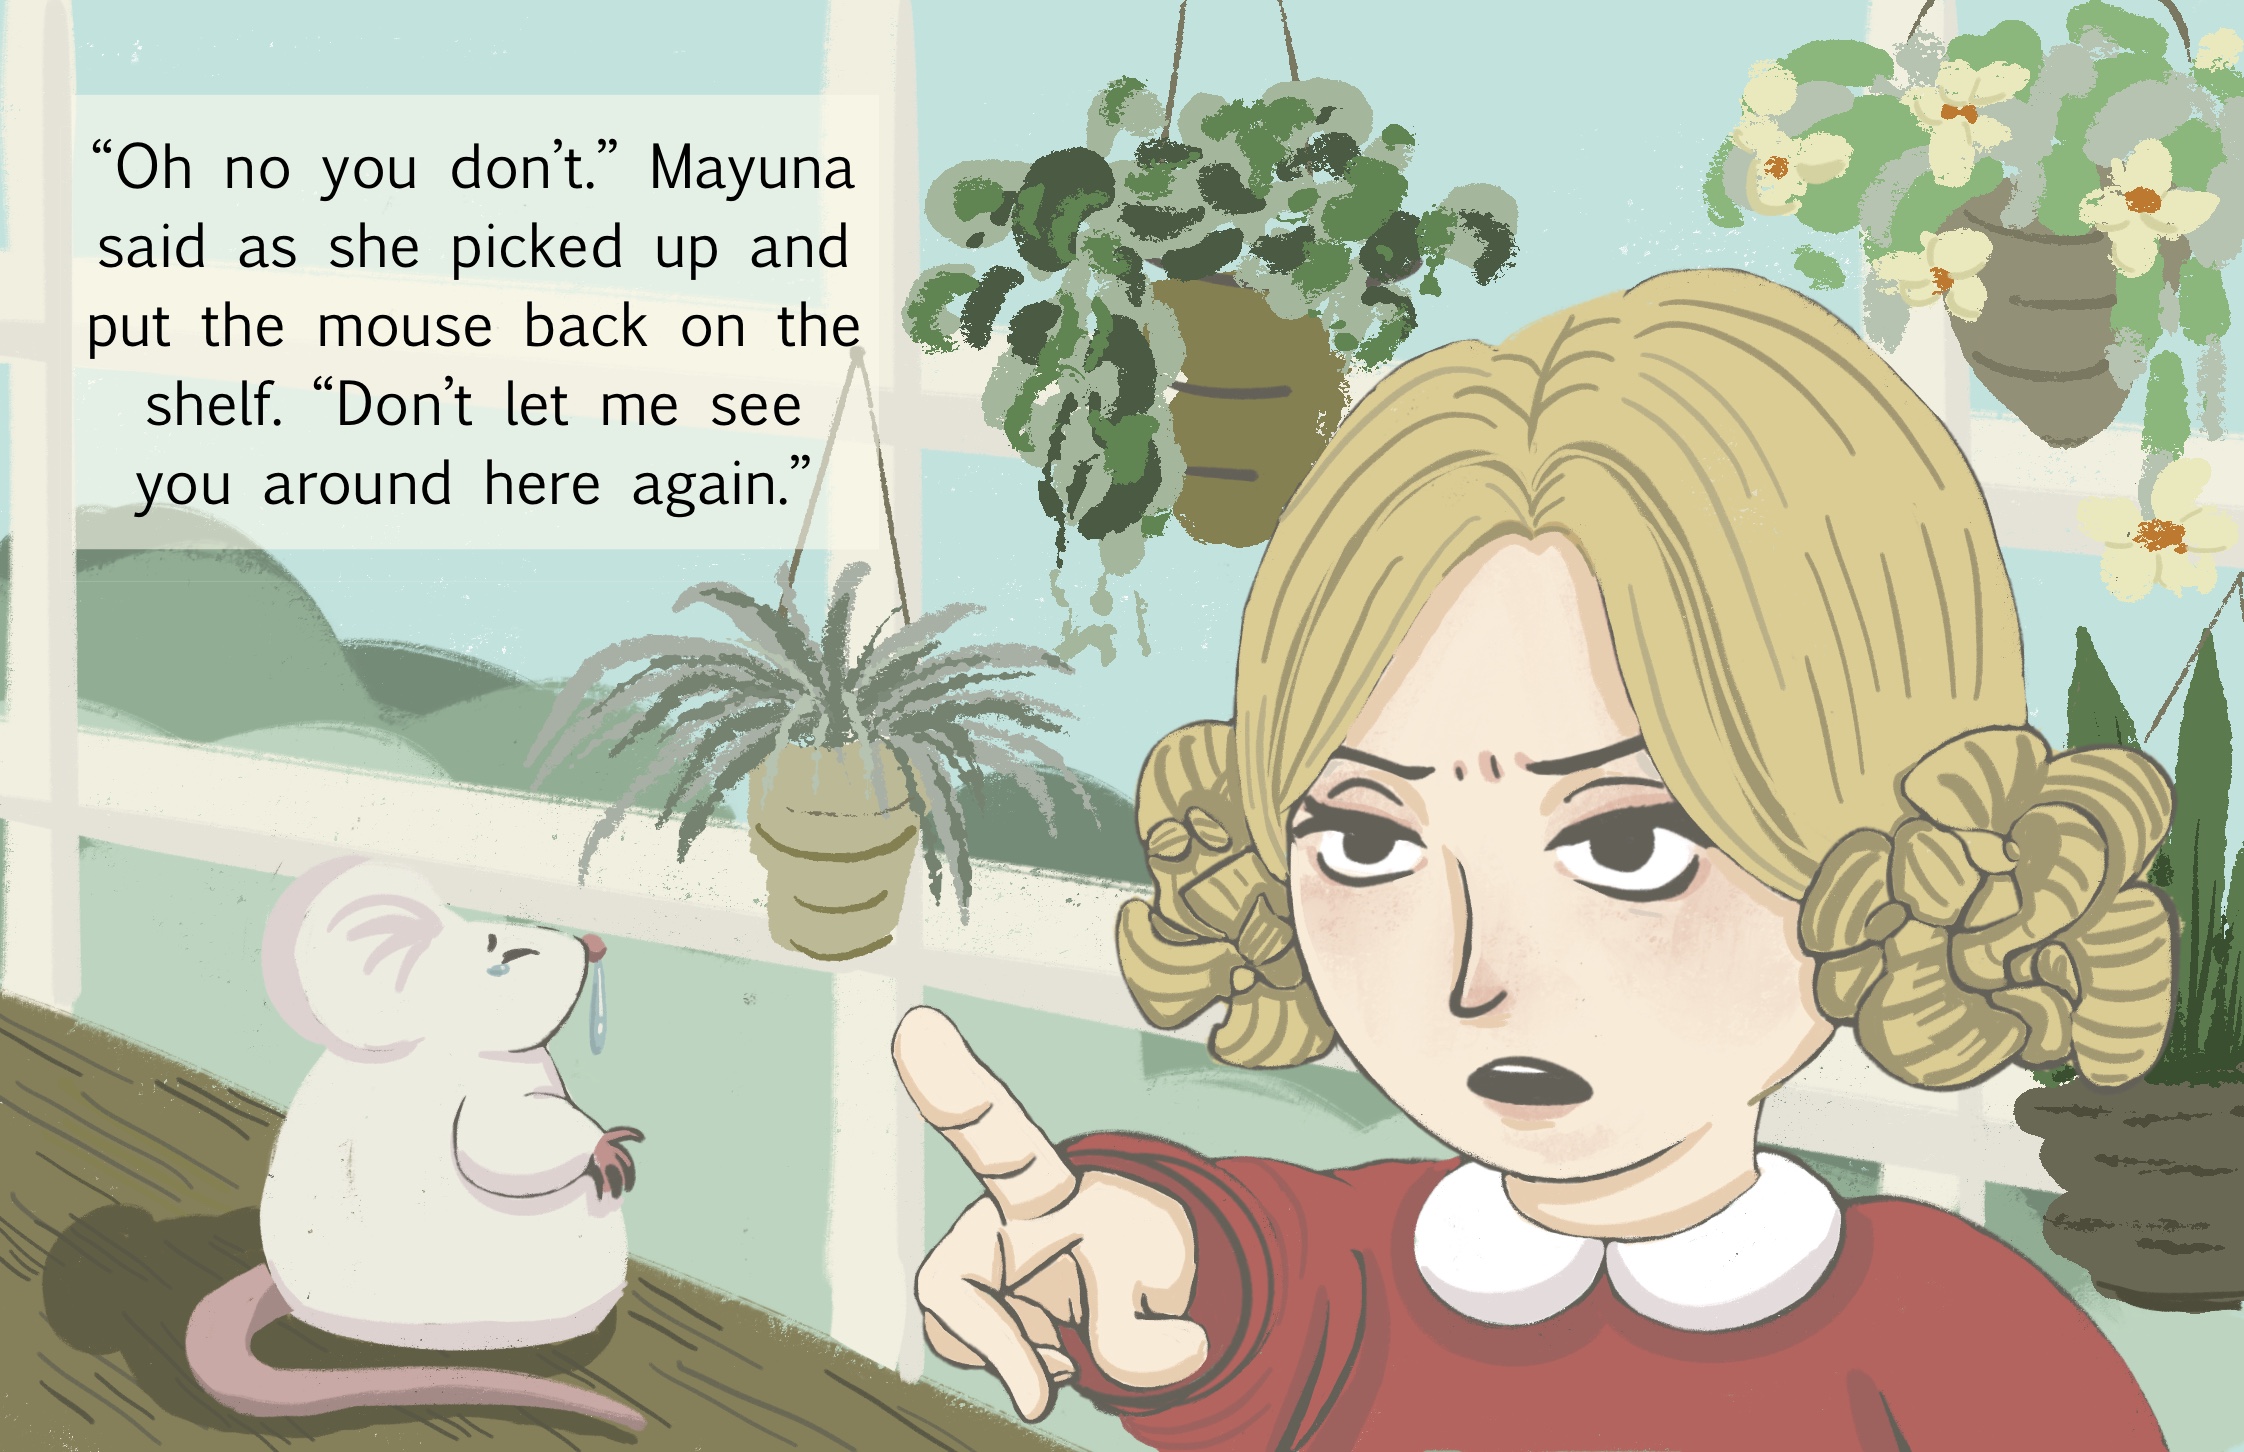 “Oh no you don’t.” Mayuna
said as she picked up and
put the mouse back on the
shelf. “Don’t let me see
you around here again.”